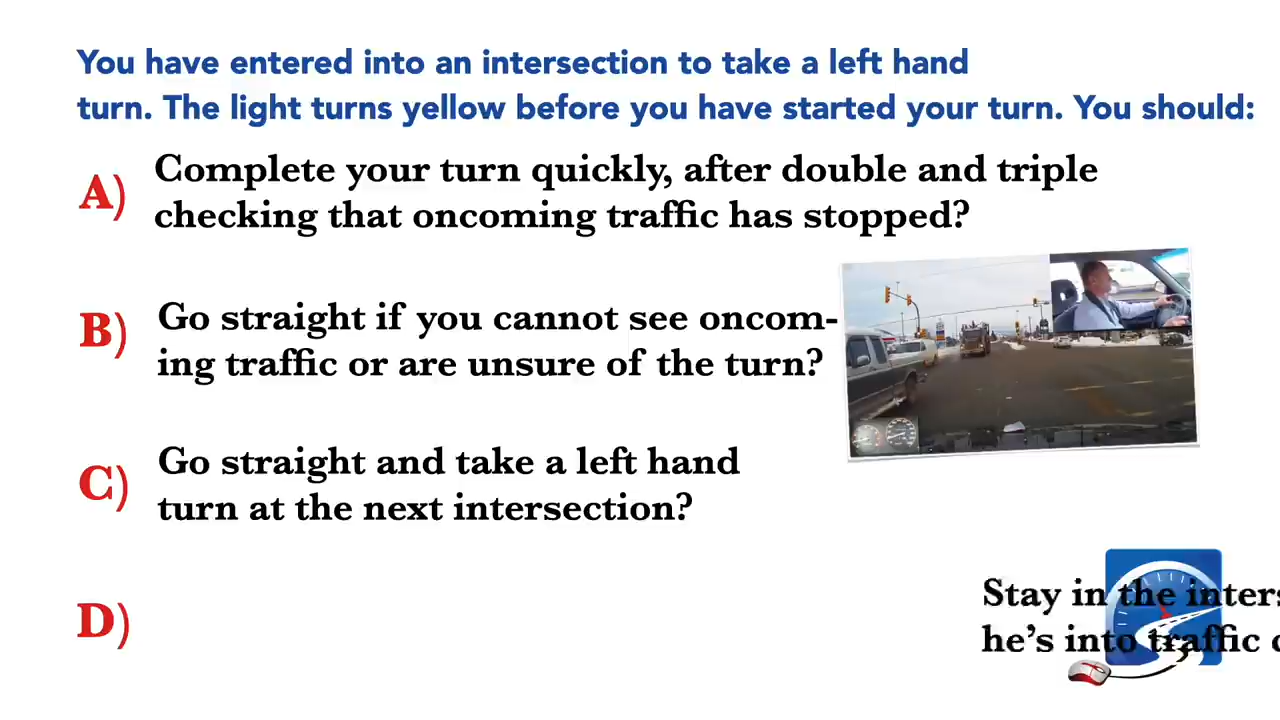 You have entered into an intersection to take a left hand
turn. The light turns yellow before you have started your turn. You should:
A) Complete your turn quickly, after double and triple
checking that oncoming traffic has stopped?
B) Go straight if you cannot see oncom-
ing traffic or are unsure of the turn?
C) Go straight and take a left hand
turn at the next intersection?
D)
Stay in the inters
he's into traffic